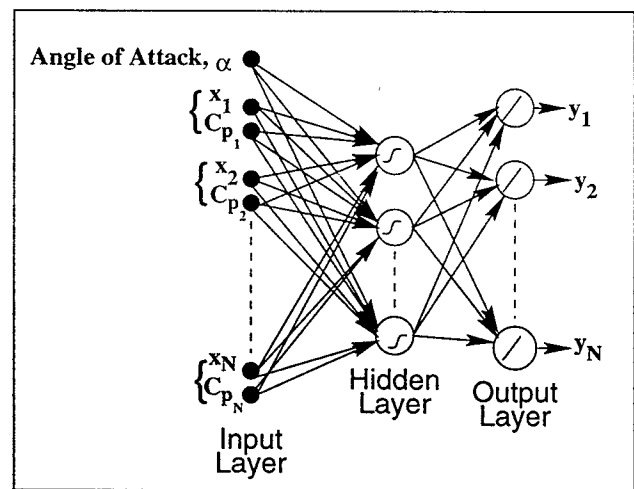 Angle of Attack, α
x1
Cp1
x2
Cp2
xN
CpN
Input
Layer
Hidden
Layer
Output
Layer
y1
y2
yN